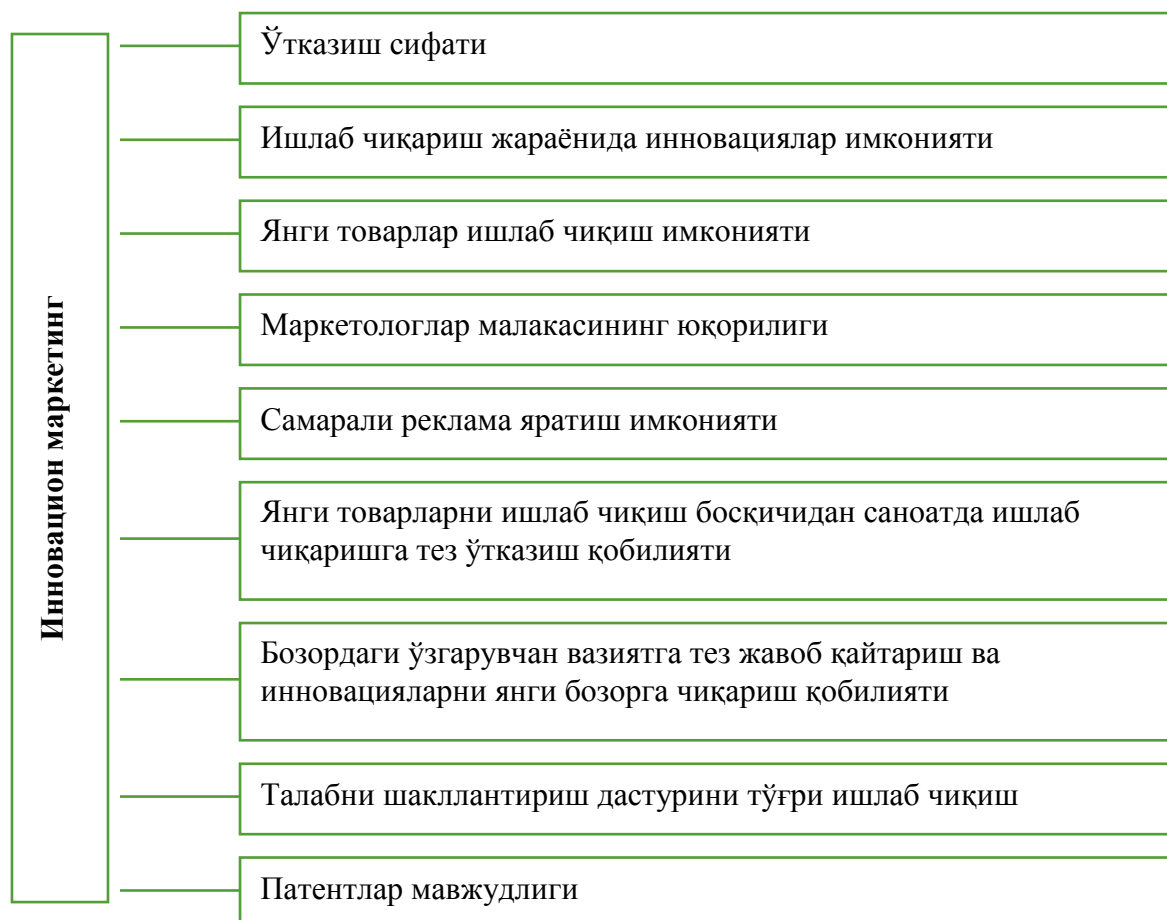 Инновацион маркетинг
Ўтказиш сифати
Ишлаб чиқариш жараёнида инновациялар имконияти
Янги товарлар ишлаб чиқиш имконияти
Маркетологлар малакасининг юқорилиги
Самарали реклама яратиш имконияти
Янги товарларни ишлаб чиқиш босқичидан саноатда ишлаб
чиқаришга тез ўтказиш қобилияти
Бозордаги ўзгарувчан вазиятга тез жавоб қайтариш ва
инновацияларни янги бозорга чиқариш қобилияти
Талабни шакллантириш дастурини тўғри ишлаб чиқиш
Патентлар мавжудлиги